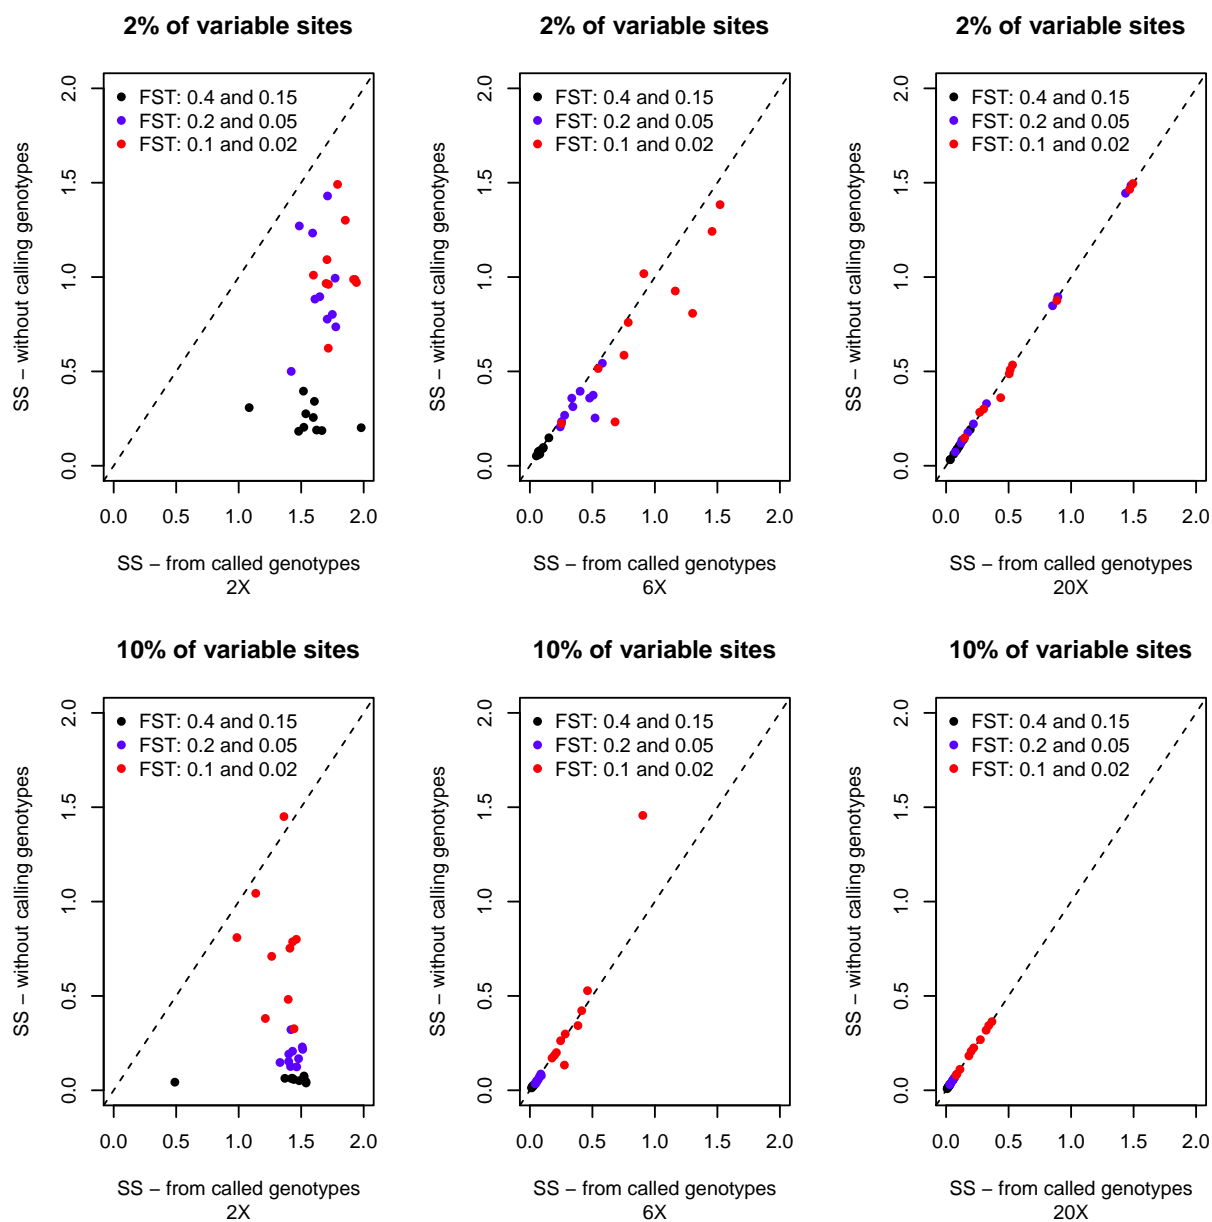 2% of variable sites
SS – without calling genotypes
2.0
1.5
1.0
0.5
0.0
FST: 0.4 and 0.15
FST: 0.2 and 0.05
FST: 0.1 and 0.02
0.0 0.5 1.0 1.5 2.0
SS – from called genotypes
2X
2% of variable sites
SS – without calling genotypes
2.0
1.5
1.0
0.5
0.0
FST: 0.4 and 0.15
FST: 0.2 and 0.05
FST: 0.1 and 0.02
0.0 0.5 1.0 1.5 2.0
SS – from called genotypes
6X
2% of variable sites
SS – without calling genotypes
2.0
1.5
1.0
0.5
0.0
FST: 0.4 and 0.15
FST: 0.2 and 0.05
FST: 0.1 and 0.02
0.0 0.5 1.0 1.5 2.0
SS – from called genotypes
20X
10% of variable sites
SS – without calling genotypes
2.0
1.5
1.0
0.5
0.0
FST: 0.4 and 0.15
FST: 0.2 and 0.05
FST: 0.1 and 0.02
0.0 0.5 1.0 1.5 2.0
SS – from called genotypes
2X
10% of variable sites
SS – without calling genotypes
2.0
1.5
1.0
0.5
0.0
FST: 0.4 and 0.15
FST: 0.2 and 0.05
FST: 0.1 and 0.02
0.0 0.5 1.0 1.5 2.0
SS – from called genotypes
6X
10% of variable sites
SS – without calling genotypes
2.0
1.5
1.0
0.5
0.0
FST: 0.4 and 0.15
FST: 0.2 and 0.05
FST: 0.1 and 0.02
0.0 0.5 1.0 1.5 2.0
SS – from called genotypes
20X